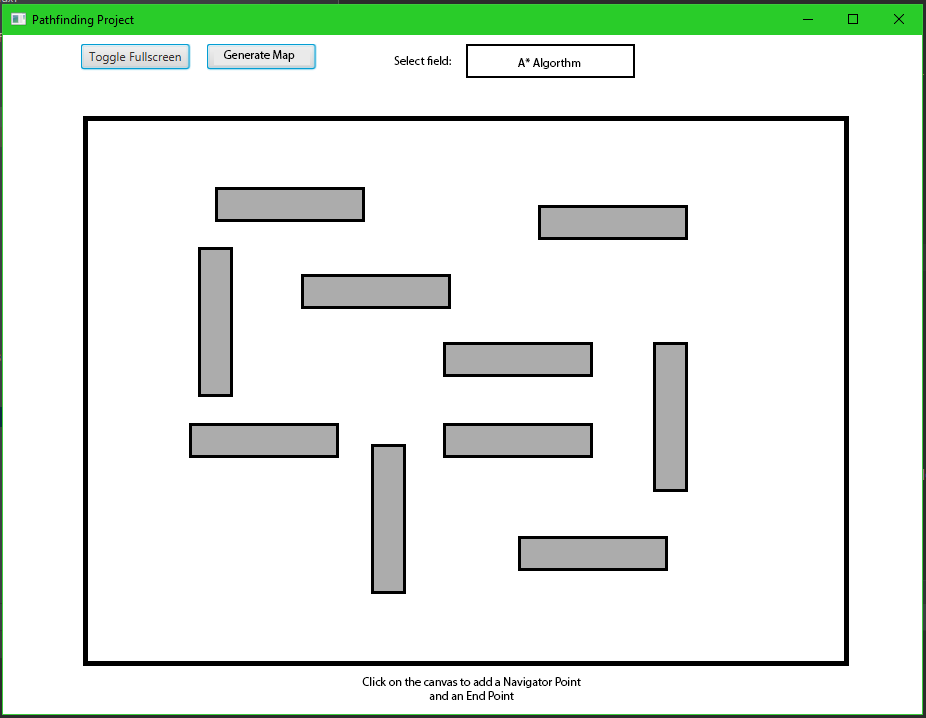 Pathfinding Project
Toggle Fullscreen
Generate Map
Select field:
A* Algorthm
Click on the canvas to add a Navigator Point
and an End Point